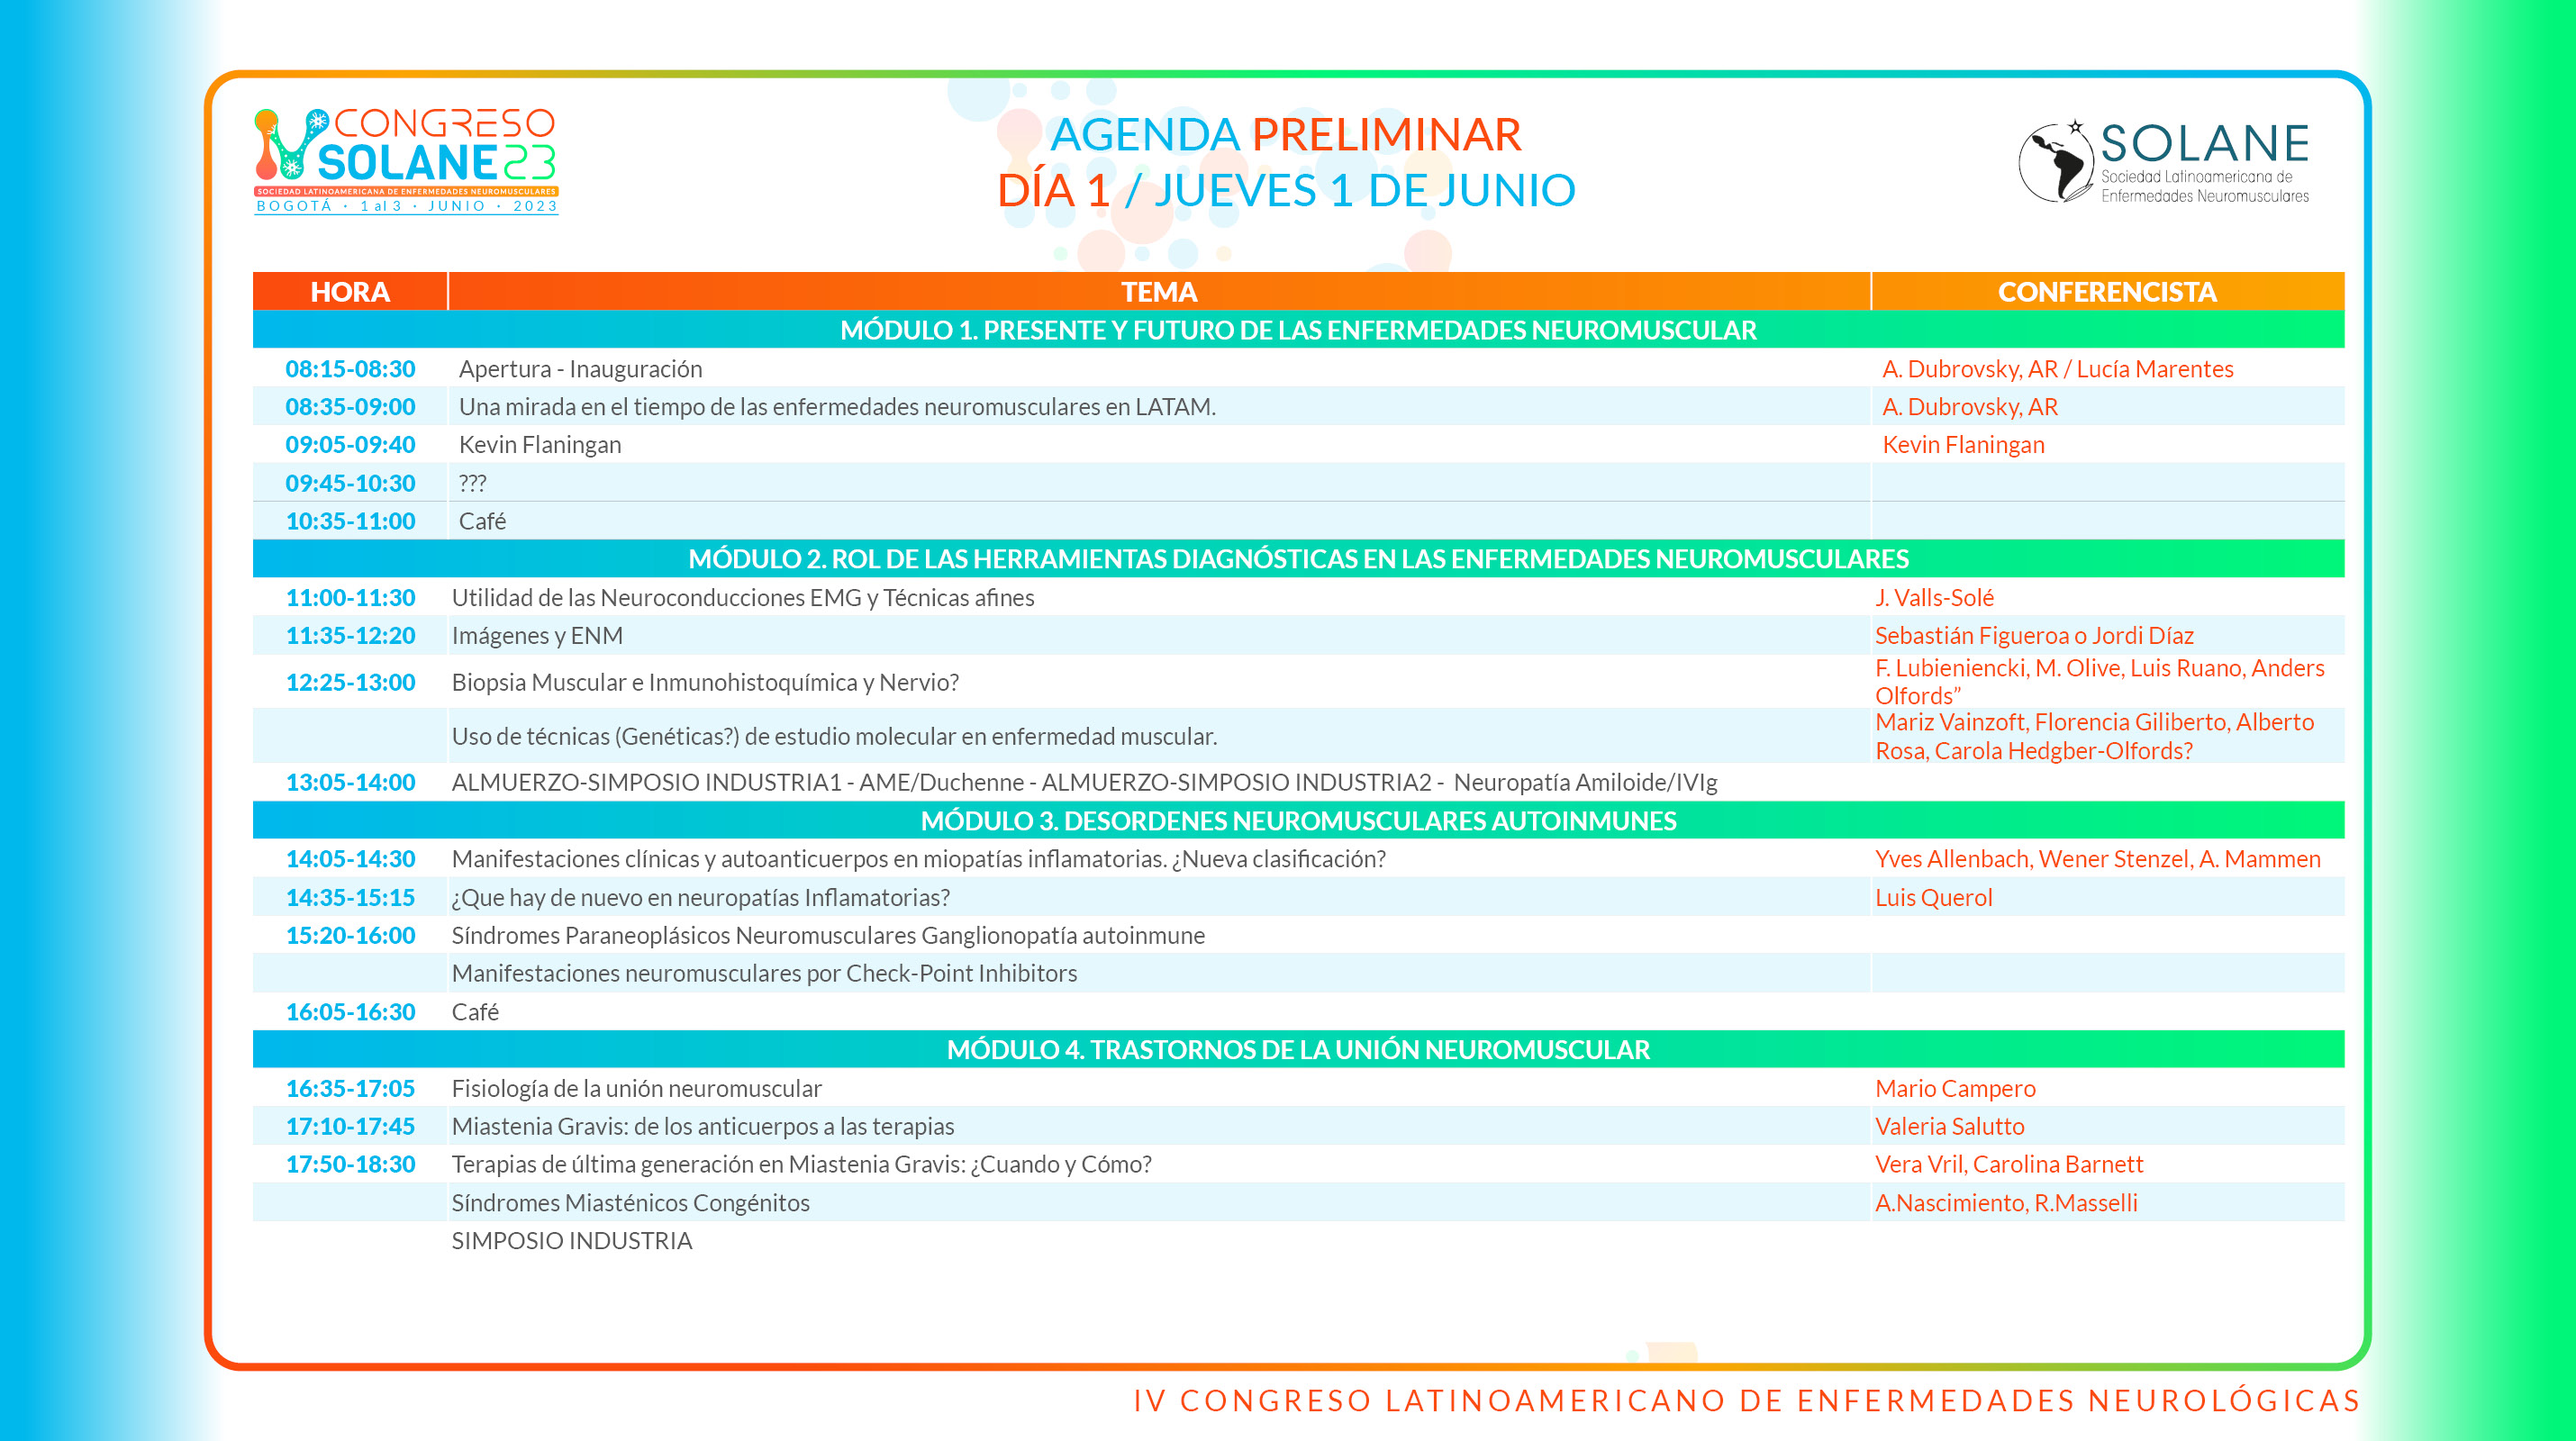 CONGRESO
SOLANE23
SOCIEDAD LATINOAMERICANA DE ENFERMEDADES NEUROMUSCULARES
BOGOTÁ · 1 al 3 · JUNIO · 2023
AGENDA PRELIMINAR
DÍA 1 / JUEVES 1 DE JUNIO
SOLANE
Sociedad Latinoamericana de
Enfermedades Neuromusculares
HORA TEMA CONFERENCISTA
MÓDULO 1. PRESENTE Y FUTURO DE LAS ENFERMEDADES NEUROMUSCULAR
08:15-08:30 Apertura - Inauguración A. Dubrovsky, AR / Lucía Marentes
08:35-09:00 Una mirada en el tiempo de las enfermedades neuromusculares en LATAM. A. Dubrovsky, AR
09:05-09:40 Kevin Flaningan Kevin Flaningan
09:45-10:30 ???
10:35-11:00 Café
MÓDULO 2. ROL DE LAS HERRAMIENTAS DIAGNÓSTICAS EN LAS ENFERMEDADES NEUROMUSCULARES
11:00-11:30 Utilidad de las Neuroconducciones EMG y Técnicas afines J. Valls-Solé
11:35-12:20 Imágenes y ENM Sebastián Figueroa o Jordi Díaz
12:25-13:00 Biopsia Muscular e Inmunohistoquímica y Nervio? F. Lubieniencki, M. Olive, Luis Ruano, Anders
Olfords”
Uso de técnicas (Genéticas?) de estudio molecular en enfermedad muscular. Mariz Vainzoft, Florencia Giliberto, Alberto
Rosa, Carola Hedgber-Olfords?
13:05-14:00 ALMUERZO-SIMPOSIO INDUSTRIA1 - AME/Duchenne - ALMUERZO-SIMPOSIO INDUSTRIA2 - Neuropatía Amiloide/IVIg
MÓDULO 3. DESORDENES NEUROMUSCULARES AUTOINMUNES
14:05-14:30 Manifestaciones clínicas y autoanticuerpos en miopatías inflamatorias. ¿Nueva clasificación? Yves Allenbach, Wener Stenzel, A. Mammen
14:35-15:15 ¿Que hay de nuevo en neuropatías Inflamatorias? Luis Querol
15:20-16:00 Síndromes Paraneoplásicos Neuromusculares Ganglionopatía autoinmune
Manifestaciones neuromusculares por Check-Point Inhibitors
16:05-16:30 Café
MÓDULO 4. TRASTORNOS DE LA UNIÓN NEUROMUSCULAR
16:35-17:05 Fisiología de la unión neuromuscular Mario Campero
17:10-17:45 Miastenia Gravis: de los anticuerpos a las terapias Valeria Salutto
17:50-18:30 Terapias de última generación en Miastenia Gravis: ¿Cuando y Cómo? Vera Vril, Carolina Barnett
Síndromes Miasténicos Congénitos A.Nascimiento, R.Masselli
SIMPOSIO INDUSTRIA
IV CONGRESO LATINOAMERICANO DE ENFERMEDADES NEUROLÓGICAS